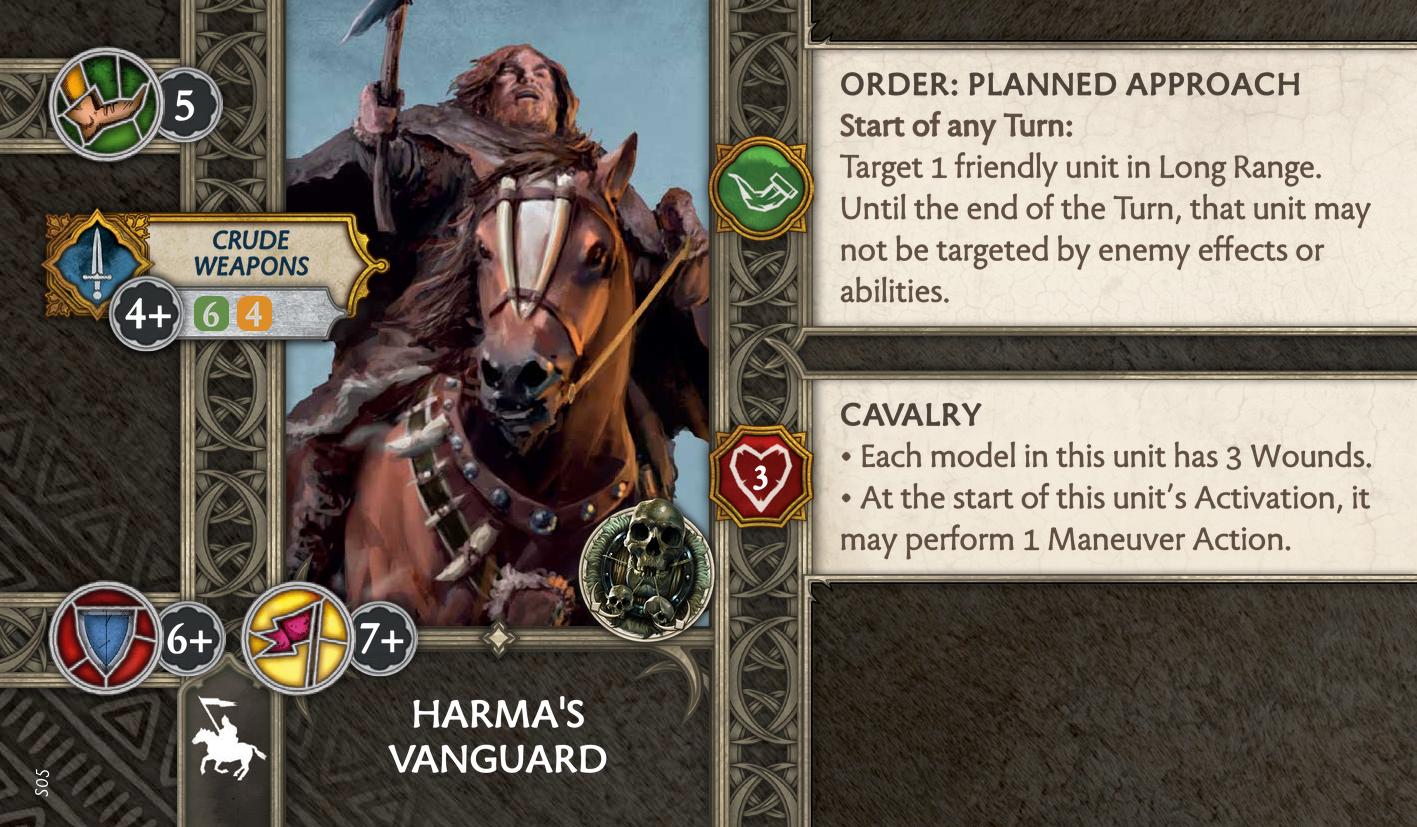 5
CRUDE
WEAPONS
4+ 6 4
6+ 7+
HARMA'S
VANGUARD
S05
ORDER: PLANNED APPROACH
Start of any Turn:
Target 1 friendly unit in Long Range.
Until the end of the Turn, that unit may
not be targeted by enemy effects or
abilities.
3
CAVALRY
• Each model in this unit has 3 Wounds.
• At the start of this unit's Activation, it
may perform 1 Maneuver Action.